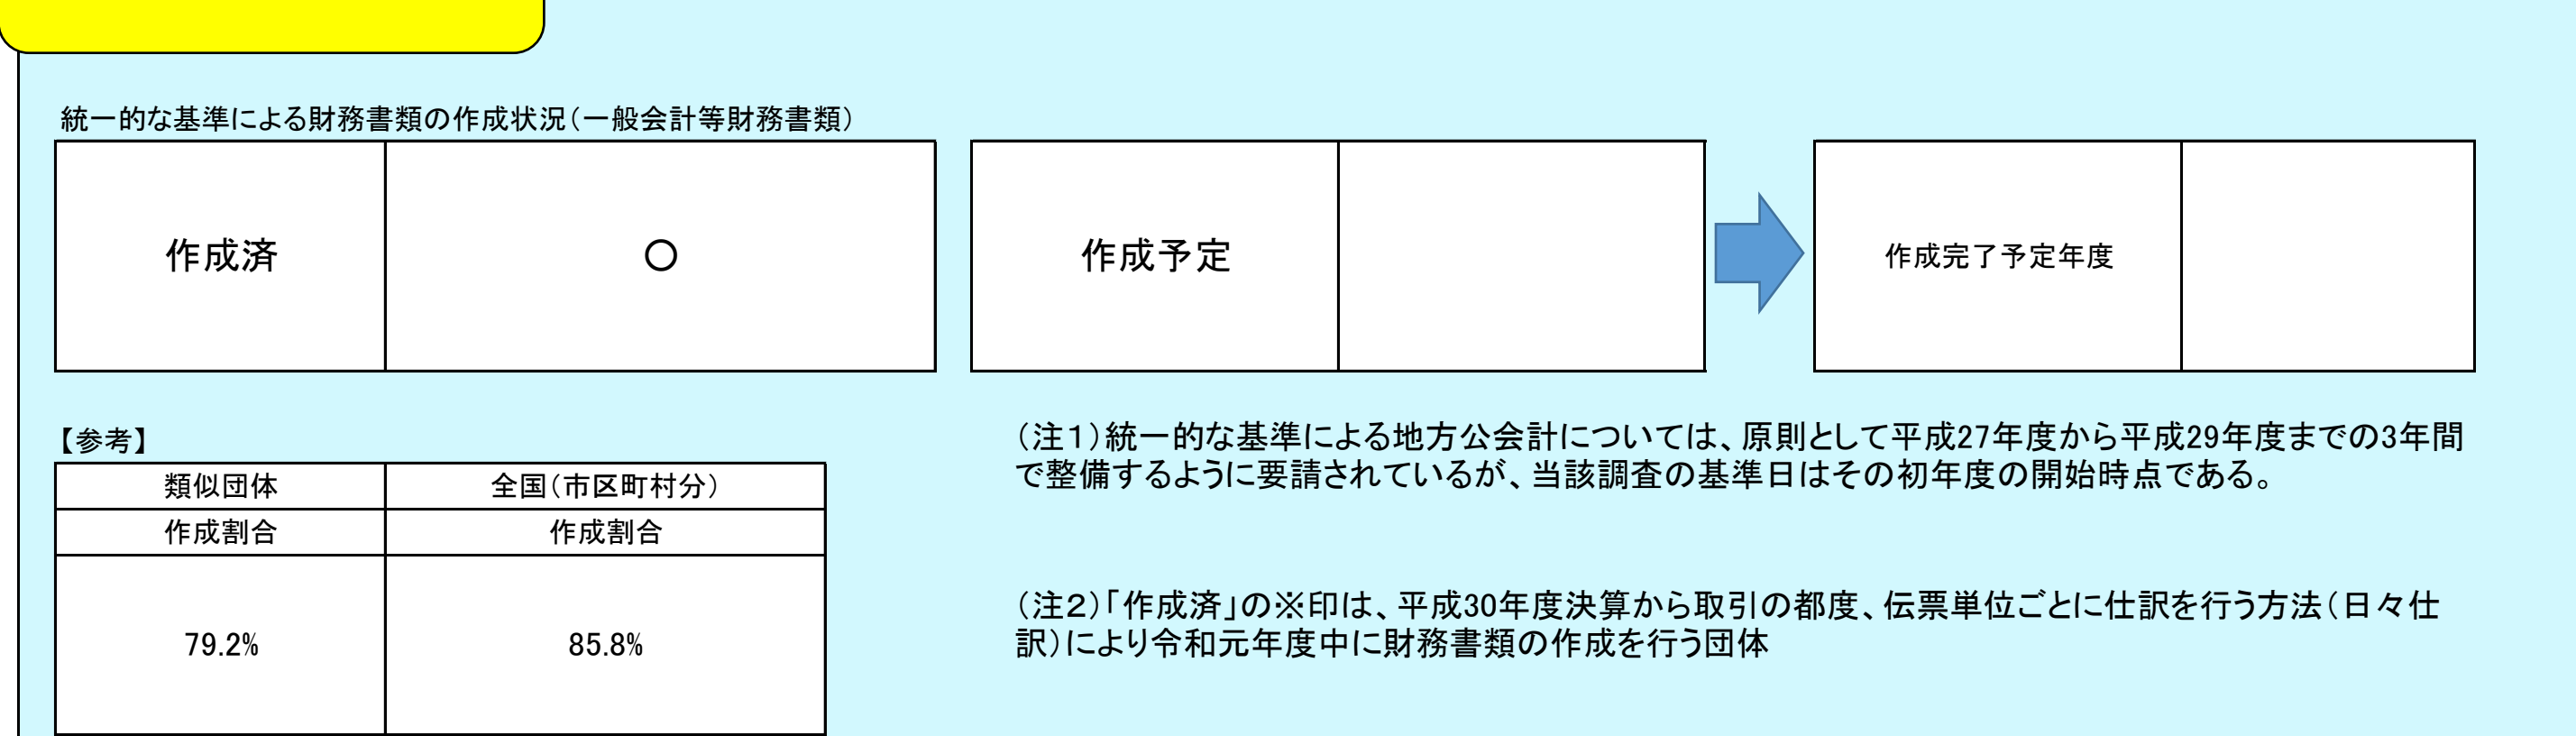 統一的な基準による財務書類の作成状況(一般会計等財務書類)
作成済 ○ 作成予定 作成完了予定年度
【参考】
類似団体 全国(市区町村分)
作成割合 作成割合
79.2% 85.8%
(注1)統一的な基準による地方公会計については、原則として平成27年度から平成29年度までの3年間
で整備するように要請されているが、当該調査の基準日はその初年度の開始時点である。
(注2)「作成済」の※印は、平成30年度決算から取引の都度、伝票単位ごとに仕訳を行う方法(日々仕
訳)により令和元年度中に財務書類の作成を行う団体